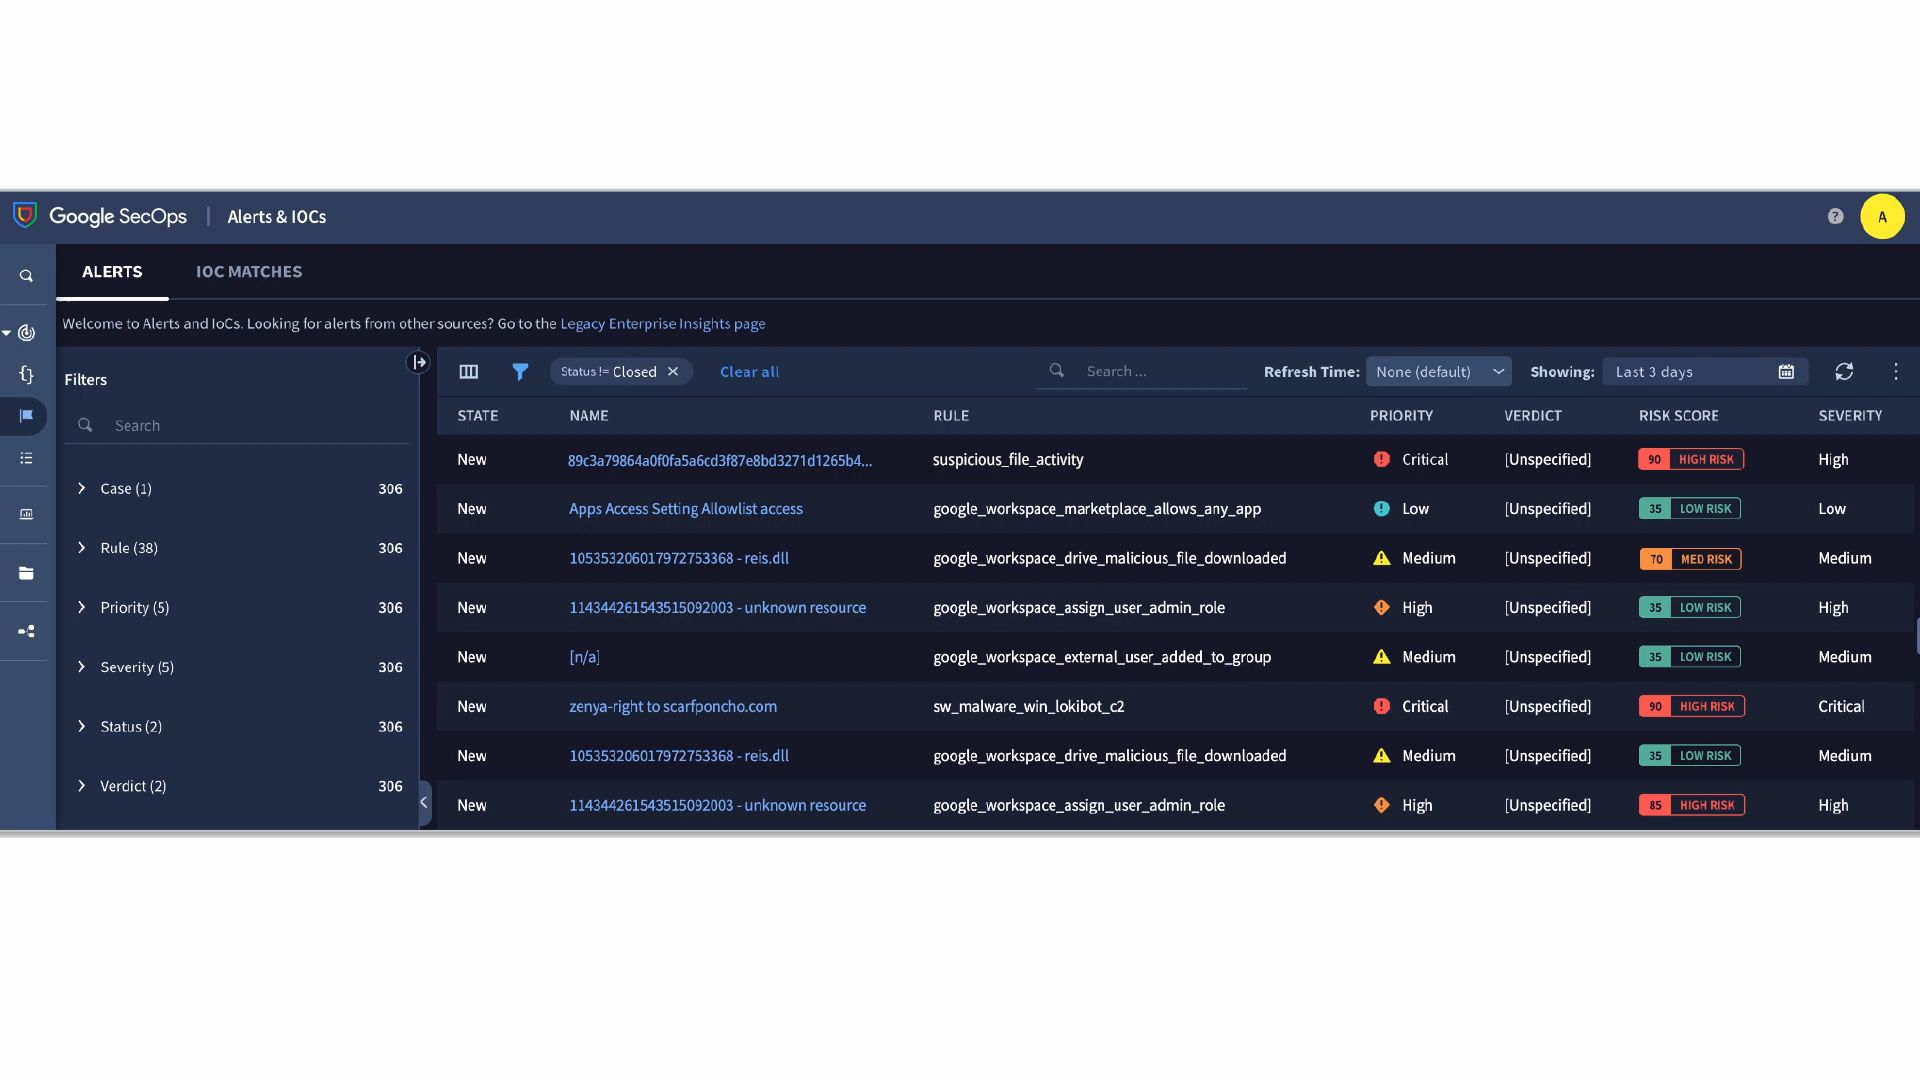 Google SecOps | Alerts & IOCs ? A
ALERTS IOC MATCHES
Welcome to Alerts and IoCs. Looking for alerts from other sources? Go to the Legacy Enterprise Insights page
Filters
Search
Case (1) 306
Rule (38) 306
Priority (5) 306
Severity (5) 306
Status (2) 306
Verdict (2) 306
Status != Closed Clear all Search ... Refresh Time: None (default) Showing: Last 3 days
STATE NAME RULE PRIORITY VERDICT RISK SCORE SEVERITY
New 89c3a79864a0f0fa5a6cd3f87e8bd3271d1265b4... suspicious_file_activity Critical [Unspecified] 90 HIGH RISK High
New Apps Access Setting Allowlist access google_workspace_marketplace_allows_any_app Low [Unspecified] 35 LOW RISK Low
New 105353206017972753368 - reis.dll google_workspace_drive_malicious_file_downloaded Medium [Unspecified] 70 MED RISK Medium
New 114344261543515092003 - unknown resource google_workspace_assign_user_admin_role High [Unspecified] 35 LOW RISK High
New [n/a] google_workspace_external_user_added_to_group Medium [Unspecified] 35 LOW RISK Medium
New zenya-right to scarfponcho.com sw_malware_win_lokibot_c2 Critical [Unspecified] 90 HIGH RISK Critical
New 105353206017972753368 - reis.dll google_workspace_drive_malicious_file_downloaded Medium [Unspecified] 35 LOW RISK Medium
New 114344261543515092003 - unknown resource google_workspace_assign_user_admin_role High [Unspecified] 85 HIGH RISK High